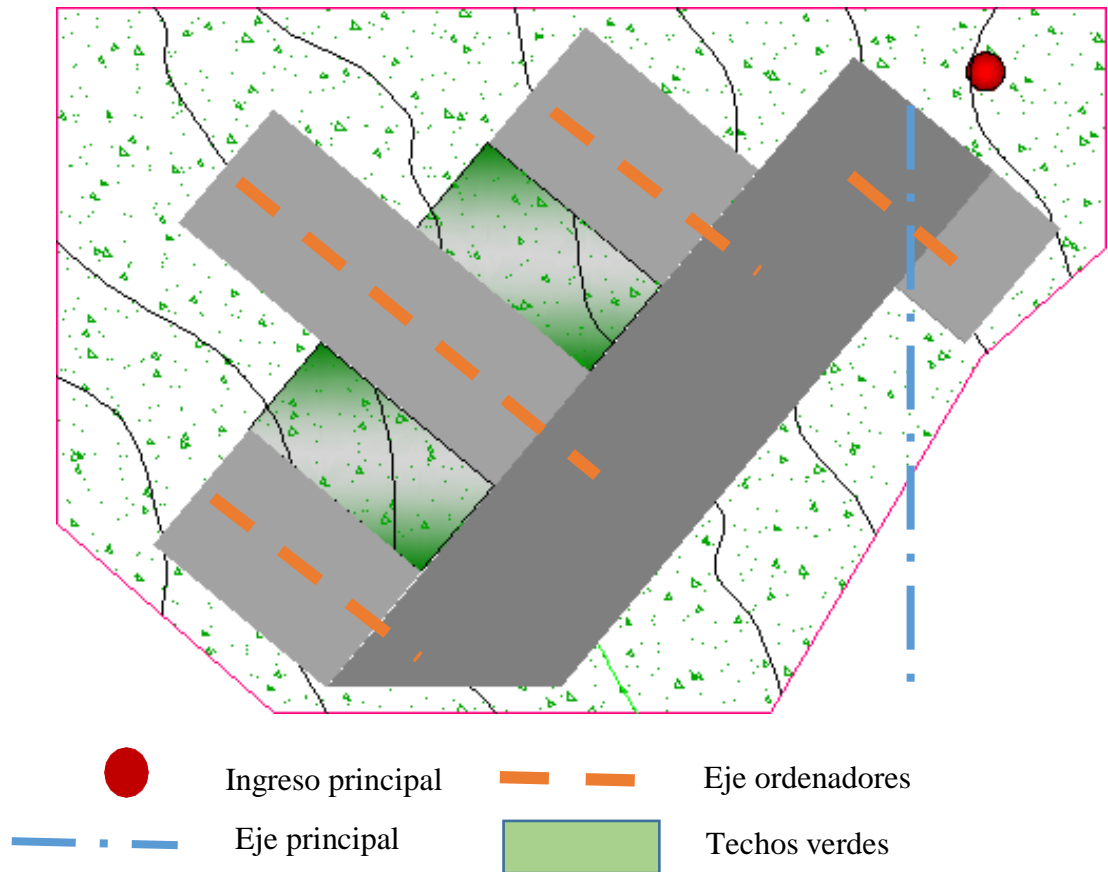 Ingreso principal
Eje ordenadores
Eje principal
Techos verdes